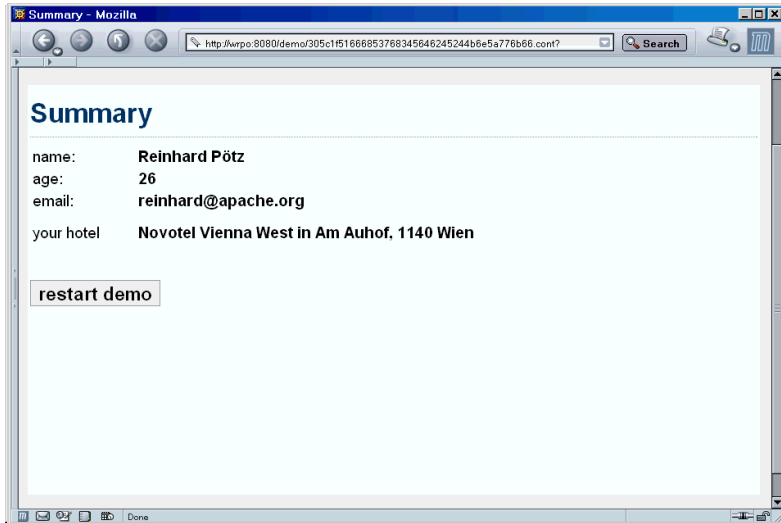 Summary - Mozilla
http://wrpo:8080/demo/305c1f51666853768345646245244b6e5a776b66.cont?
Search
Summary
name: Reinhard Pötz
age: 26
email: reinhard@apache.org
your hotel Novotel Vienna West in Am Auhof, 1140 Wien
restart demo
Done